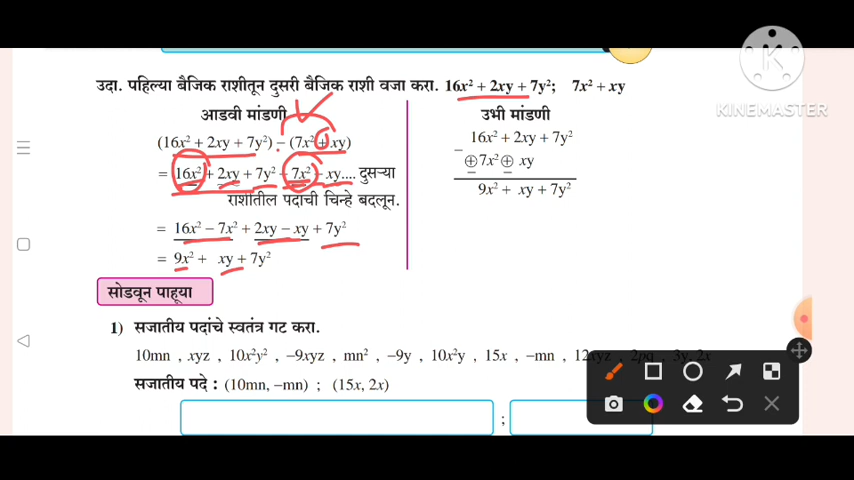 उदा. पहिल्या बैजिक राशीतून दुसरी बैजिक राशी वजा करा. 16x² + 2xy + 7y²; 7x² + xy
आडवी मांडणी
(16x² + 2xy + 7y²) − (7x² + xy)
= 16x² + 2xy + 7y² − 7x² − xy.... दुसऱ्या
राशीतील पदाची चिन्हे बदलून.
= 16x² − 7x² + 2xy − xy + 7y²
= 9x² + xy + 7y²
उभी मांडणी
16x² + 2xy + 7y²
−
⊕7x² ⊕ xy
− −
9x² + xy + 7y²
KINEMASTER
सोडवून पाहूया
1) सजातीय पदांचे स्वतंत्र गट करा.
10mn , xyz , 10x²y² , −9xyz , mn² , −9y , 10x²y , 15x , −mn , 12xyz , 2pq , 3y, 2x
सजातीय पदे : (10mn, −mn) ; (15x, 2x)
;